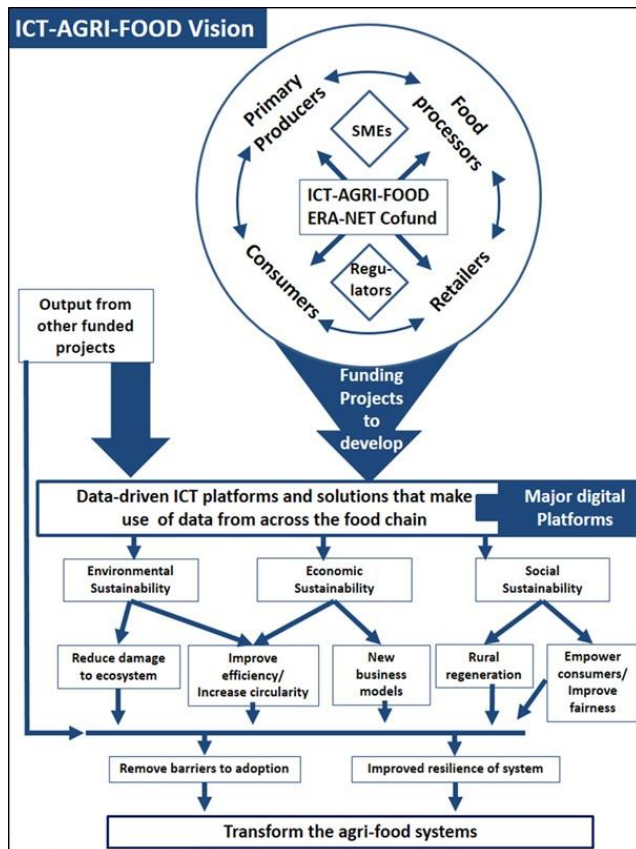 ICT-AGRI-FOOD Vision
Primary
Producers
Food
processors
SMEs
ICT-AGRI-FOOD
ERA-NET Cofund
Consumers
Regu-
lators
Retailers
Output from
other funded
projects
Funding
Projects
to
develop
Data-driven ICT platforms and solutions that make
use of data from across the food chain
Major digital
Platforms
Environmental
Sustainability
Economic
Sustainability
Social
Sustainability
Reduce damage
to ecosystem
Improve
efficiency/
Increase circularity
New
business
models
Rural
regeneration
Empower
consumers/
Improve
fairness
Remove barriers to adoption
Improved resilience of system
Transform the agri-food systems